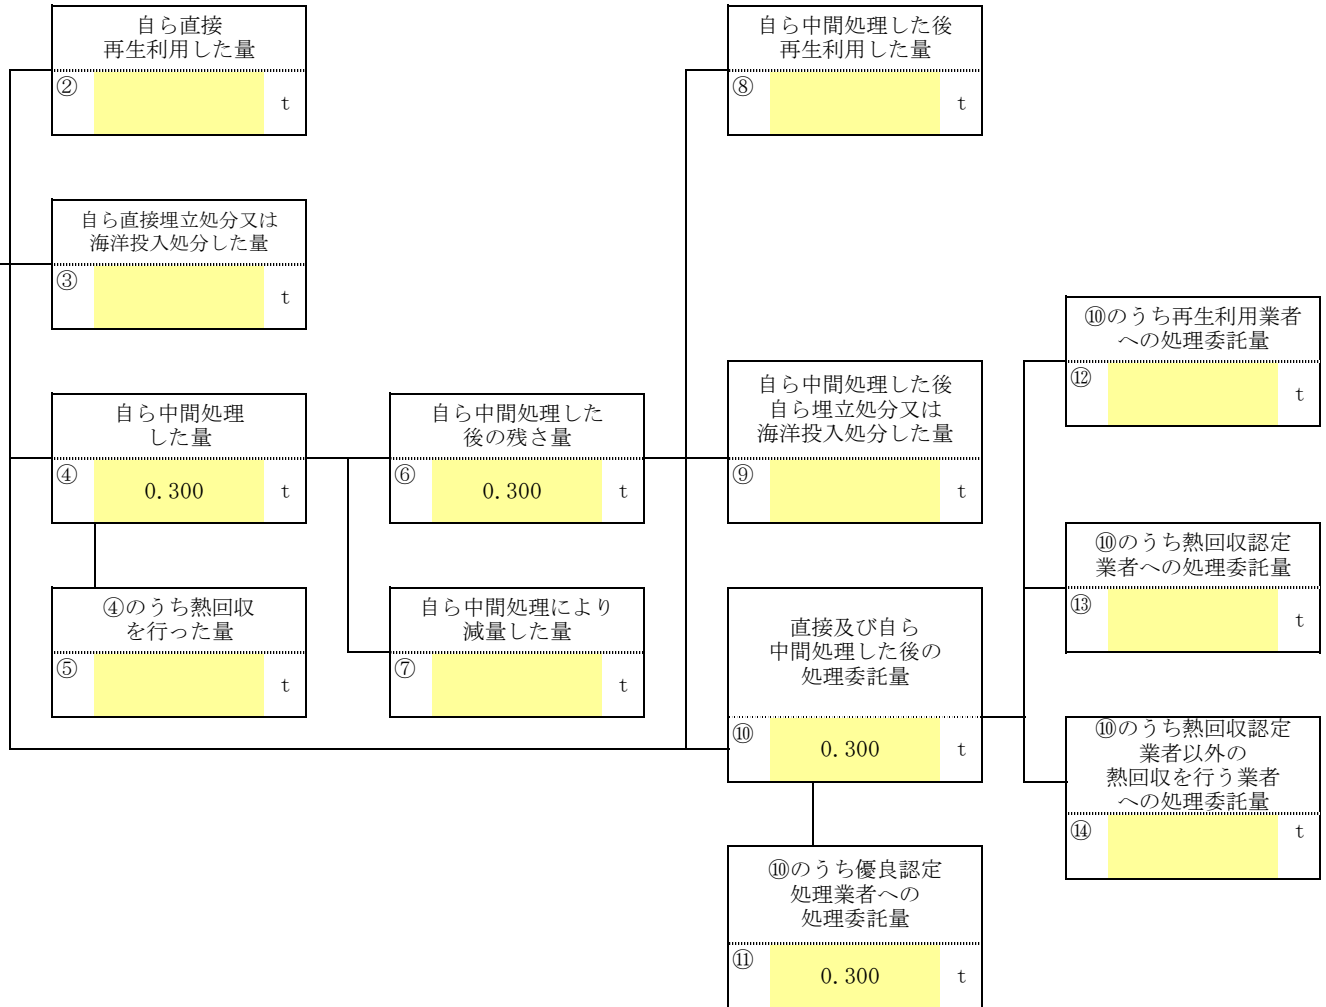 自ら直接
再生利用した量
②
t
自ら中間処理した後
再生利用した量
⑧
t
自ら直接埋立処分又は
海洋投入処分した量
③
t
⑩のうち再生利用業者
への処理委託量
⑫
t
自ら中間処理
した量
④
0.300
t
自ら中間処理した
後の残さ量
⑥
0.300
t
自ら中間処理した後
自ら埋立処分又は
海洋投入処分した量
⑨
t
⑩のうち熱回収認定
業者への処理委託量
⑬
t
④のうち熱回収
を行った量
⑤
t
自ら中間処理により
減量した量
⑦
t
直接及び自ら
中間処理した後の
処理委託量
⑩
0.300
t
⑩のうち熱回収認定
業者以外の
熱回収を行う業者
への処理委託量
⑭
t
⑩のうち優良認定
処理業者への
処理委託量
⑪
0.300
t